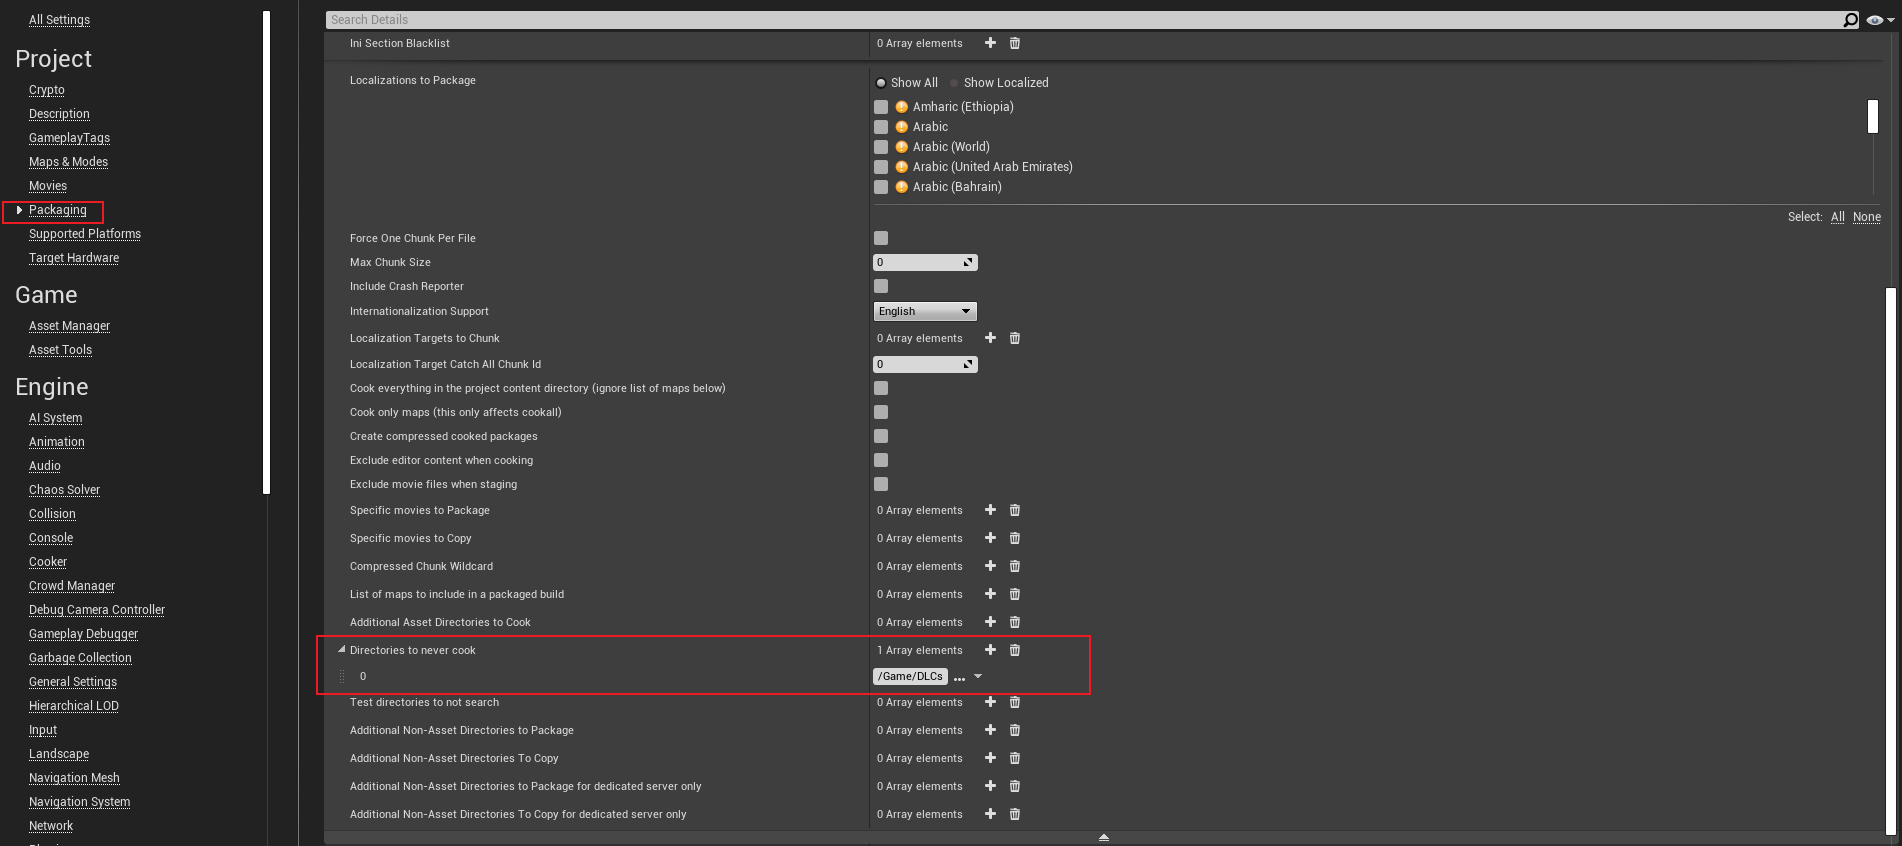 All Settings
Project
Crypto
Description
GameplayTags
Maps & Modes
Movies
Packaging
Supported Platforms
Target Hardware
Game
Asset Manager
Asset Tools
Engine
AI System
Animation
Audio
Chaos Solver
Collision
Console
Cooker
Crowd Manager
Debug Camera Controller
Gameplay Debugger
Garbage Collection
General Settings
Hierarchical LOD
Input
Landscape
Navigation Mesh
Navigation System
Network
Search Details
Ini Section Blacklist 0 Array elements
Localizations to Package Show All Show Localized
Amharic (Ethiopia)
Arabic
Arabic (World)
Arabic (United Arab Emirates)
Arabic (Bahrain)
Select: All None
Force One Chunk Per File
Max Chunk Size 0
Include Crash Reporter
Internationalization Support English
Localization Targets to Chunk 0 Array elements
Localization Target Catch All Chunk Id 0
Cook everything in the project content directory (ignore list of maps below)
Cook only maps (this only affects cookall)
Create compressed cooked packages
Exclude editor content when cooking
Exclude movie files when staging
Specific movies to Package 0 Array elements
Specific movies to Copy 0 Array elements
Compressed Chunk Wildcard 0 Array elements
List of maps to include in a packaged build 0 Array elements
Additional Asset Directories to Cook 0 Array elements
Directories to never cook 1 Array elements
0 /Game/DLCs ...
Test directories to not search 0 Array elements
Additional Non-Asset Directories to Package 0 Array elements
Additional Non-Asset Directories To Copy 0 Array elements
Additional Non-Asset Directories to Package for dedicated server only 0 Array elements
Additional Non-Asset Directories To Copy for dedicated server only 0 Array elements